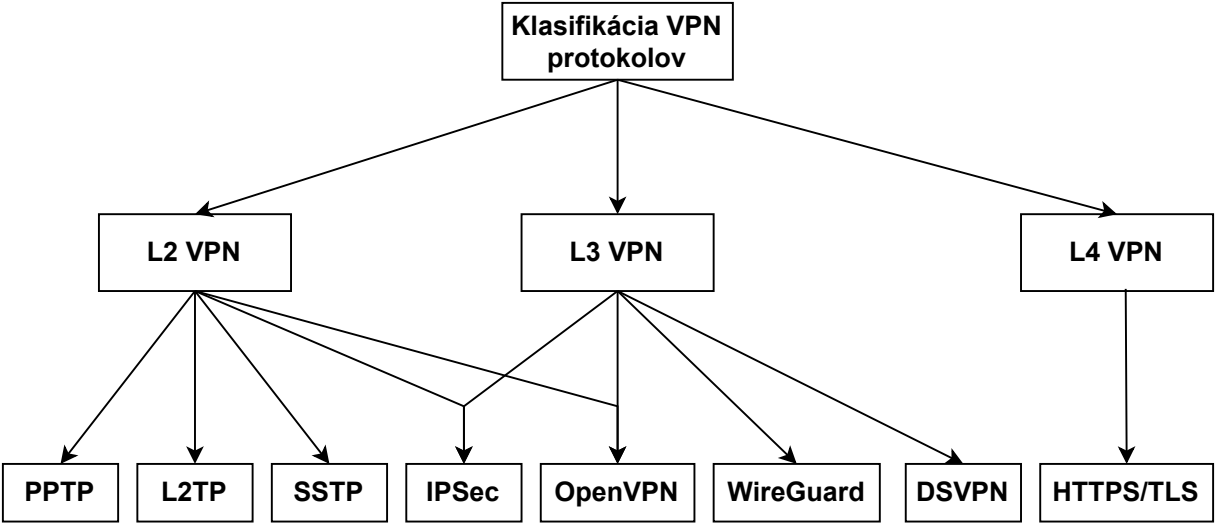 Klasifikácia VPN
protokolov
L2 VPN
L3 VPN
L4 VPN
PPTP
L2TP
SSTP
IPSec
OpenVPN
WireGuard
DSVPN
HTTPS/TLS